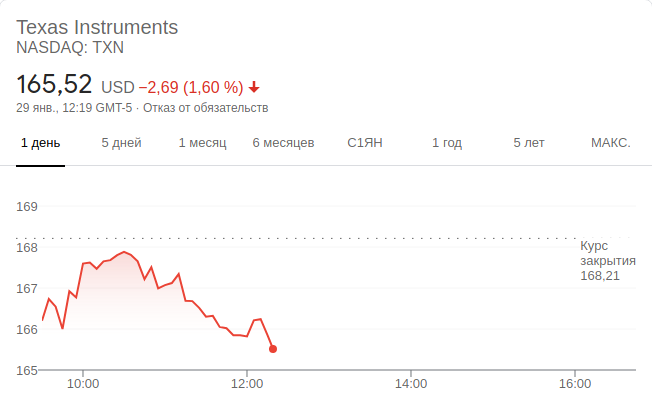 Texas Instruments
NASDAQ: TXN
165,52 USD −2,69 (1,60 %)
29 янв., 12:19 GMT-5 · Отказ от обязательств
1 день 5 дней 1 месяц 6 месяцев С1ЯН 1 год 5 лет МАКС.
169
168
167
166
165
Курс
закрытия
168,21
10:00 12:00 14:00 16:00